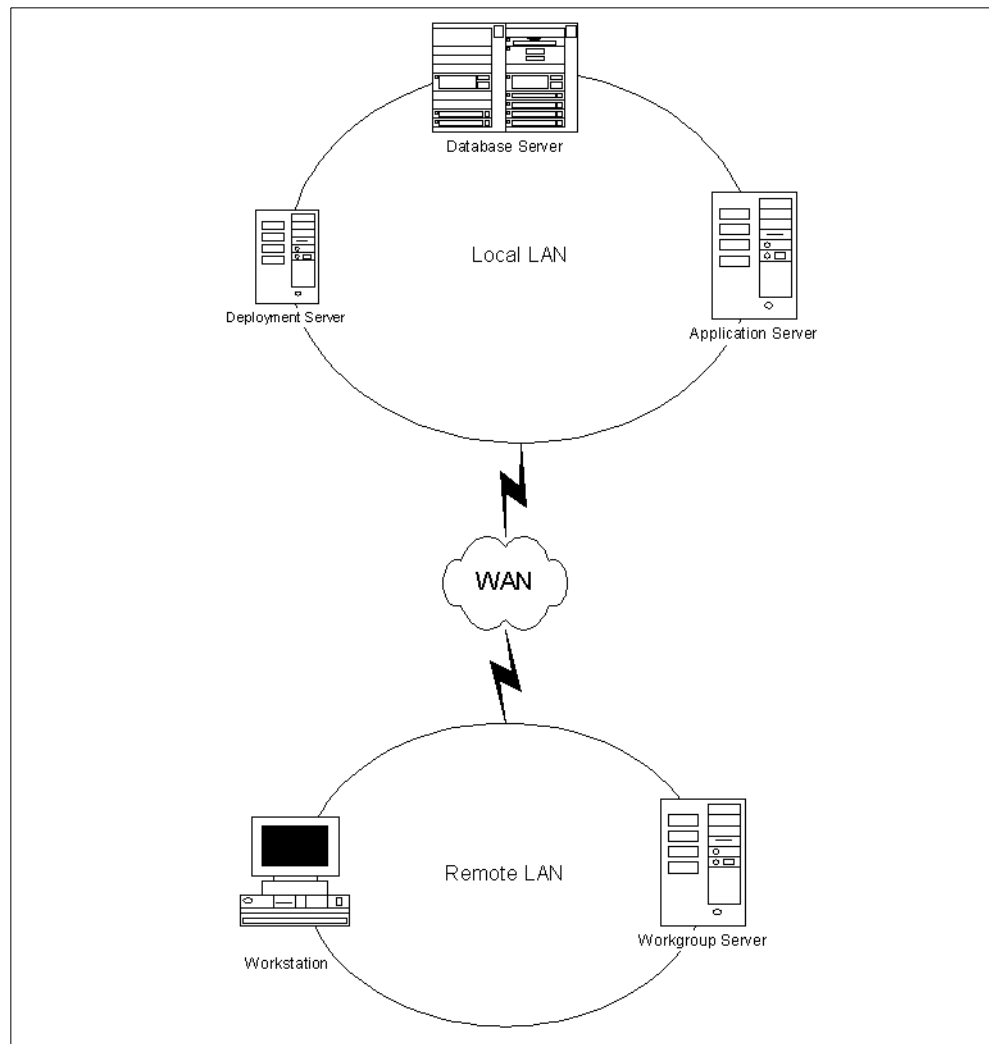 Database Server
Local LAN
Deployment Server
Application Server
WAN
Remote LAN
Workgroup Server
Workstation